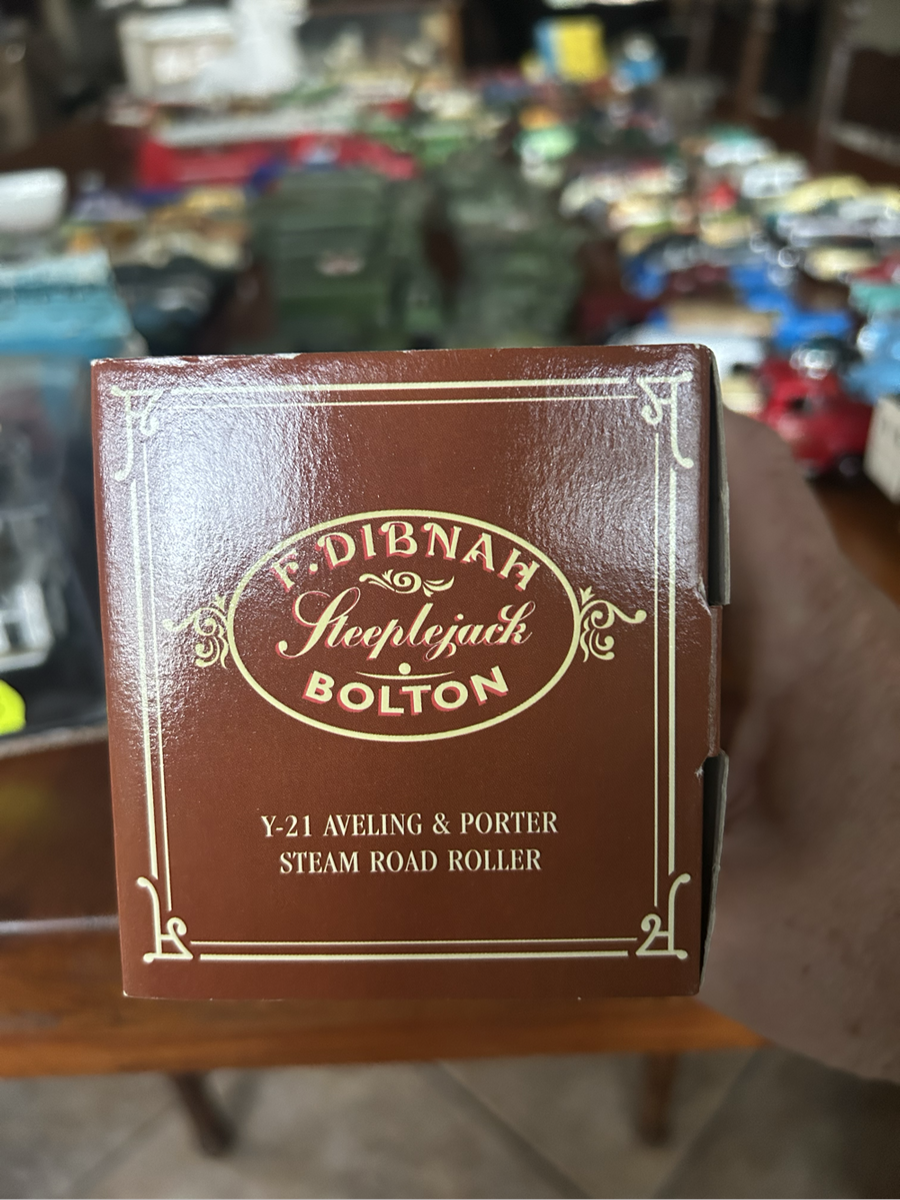 F. DIBNAH
Steeplejack
BOLTON
Y-21 AVELING & PORTER
STEAM ROAD ROLLER